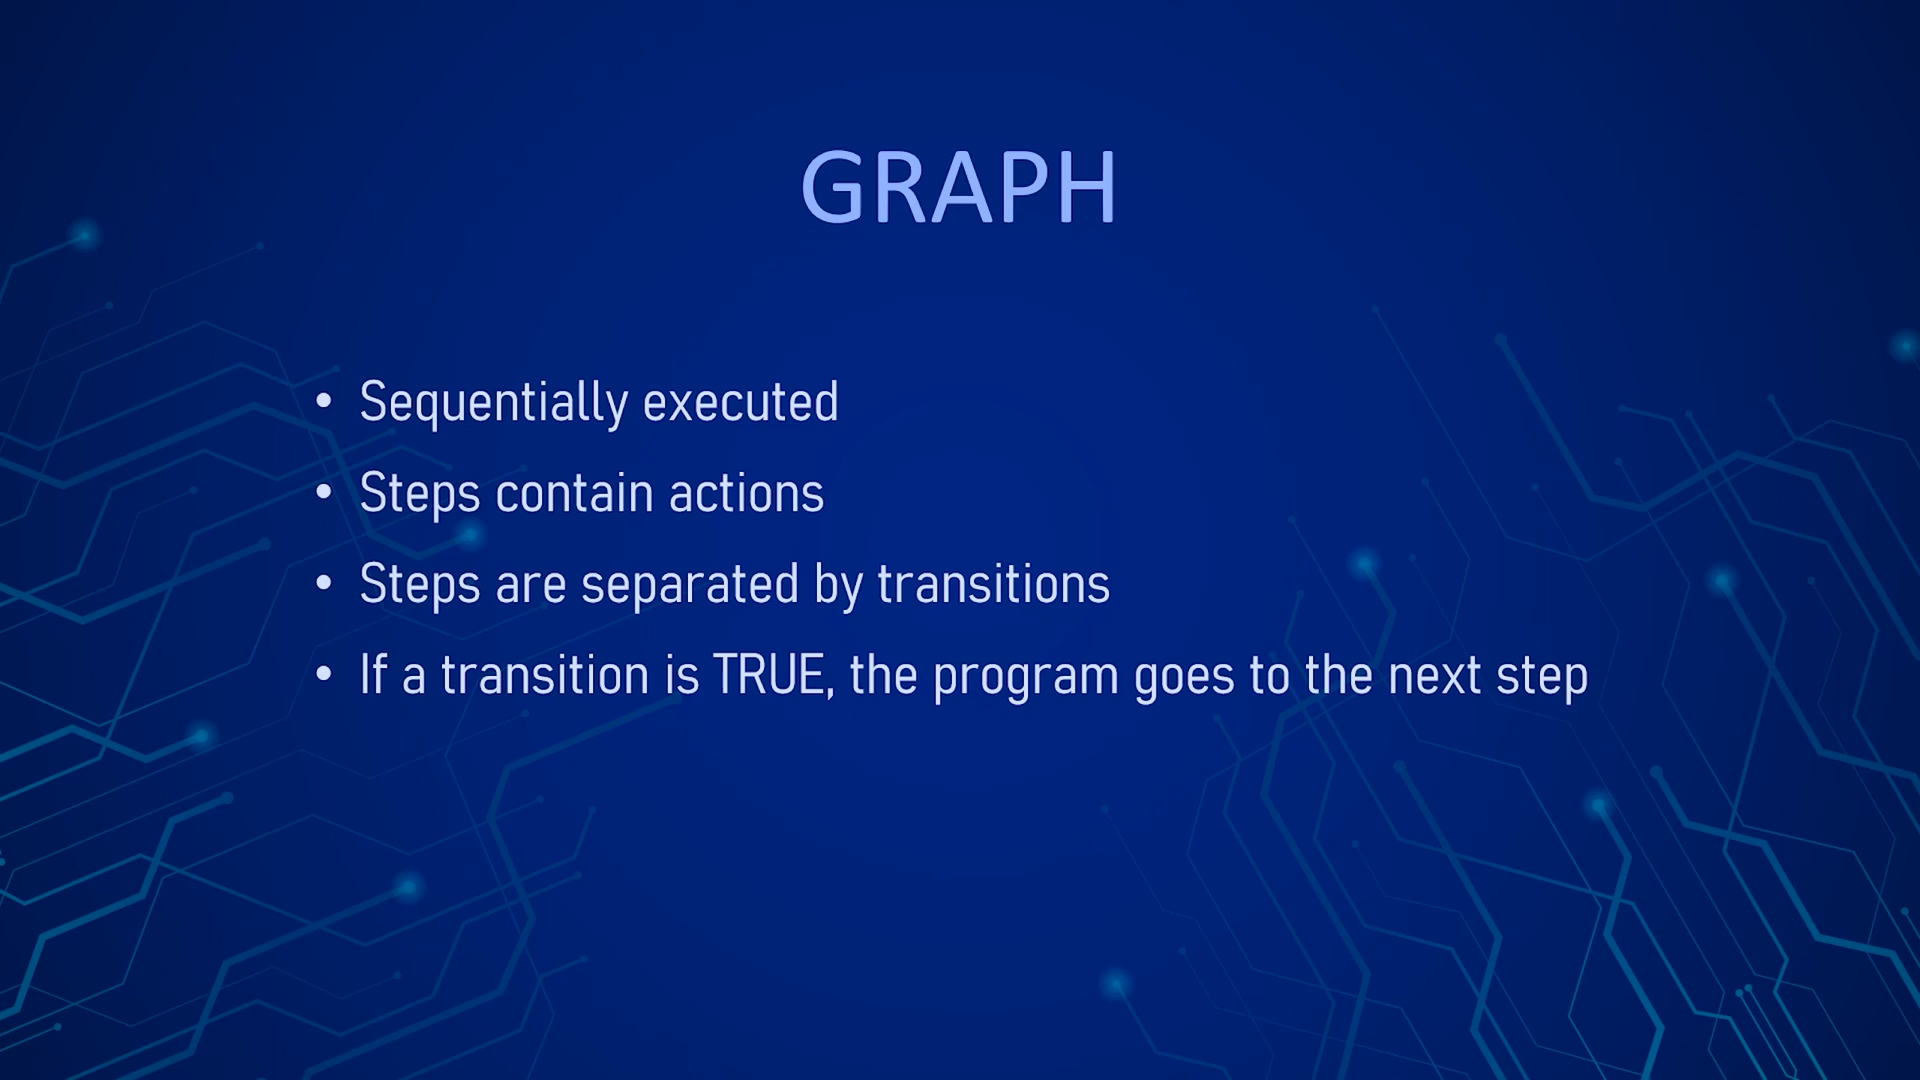 GRAPH
• Sequentially executed
• Steps contain actions
• Steps are separated by transitions
• If a transition is TRUE, the program goes to the next step